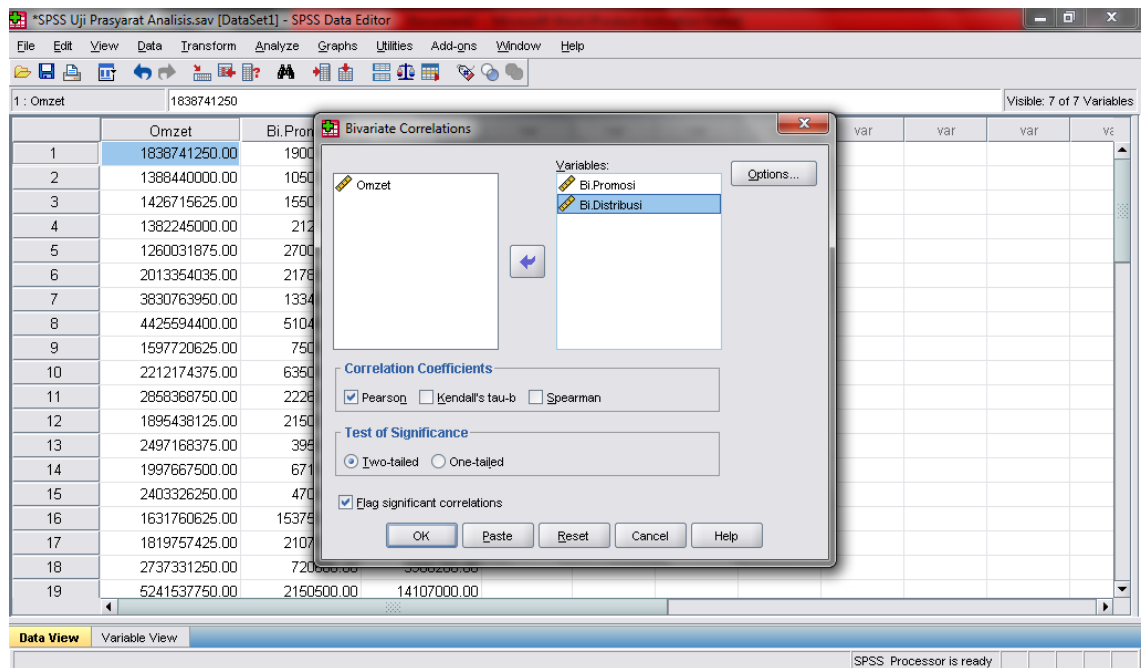 *SPSS Uji Prasyarat Analisis.sav [DataSet1] - SPSS Data Editor
File Edit View Data Transform Analyze Graphs Utilities Add-ons Window Help
1 : Omzet 1838741250 Visible: 7 of 7 Variables
Omzet Bi.Pron var var var va
1 1838741250.00 1900
2 1388440000.00 1050
3 1426715625.00 1550
4 1382245000.00 212
5 1260031875.00 2700
6 2013354035.00 2178
7 3830763950.00 1334
8 4425594400.00 5104
9 1597720625.00 750
10 2212174375.00 6350
11 2858368750.00 2226
12 1895438125.00 2150
13 2497168375.00 395
14 1997667500.00 671
15 2403326250.00 470
16 1631760625.00 15375
17 1819757425.00 2107
18 2737331250.00
19 5241537750.00 2150500.00 14107000.00
Bivariate Correlations
Variables:
Omzet
Bi.Promosi
Bi.Distribusi
Options...
Correlation Coefficients
Pearson Kendall's tau-b Spearman
Test of Significance
Two-tailed One-tailed
Flag significant correlations
OK Paste Reset Cancel Help
Data View Variable View
SPSS Processor is ready